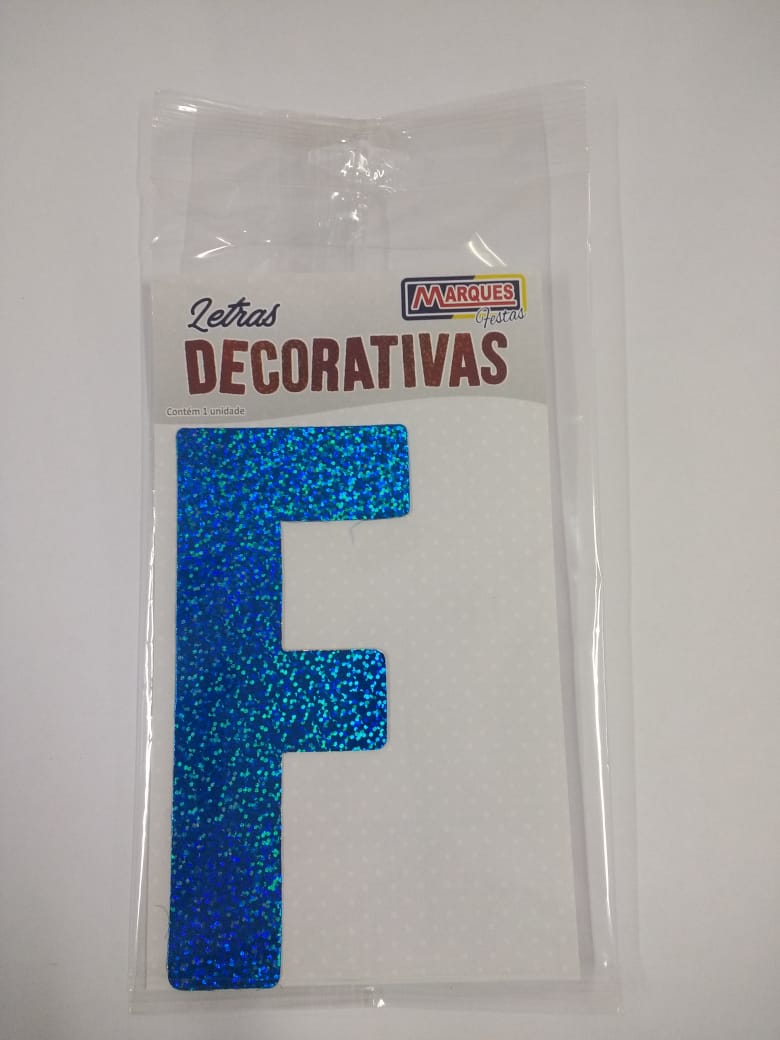 MARQUES
Festas
Letras
DECORATIVAS
Contém 1 unidade
F